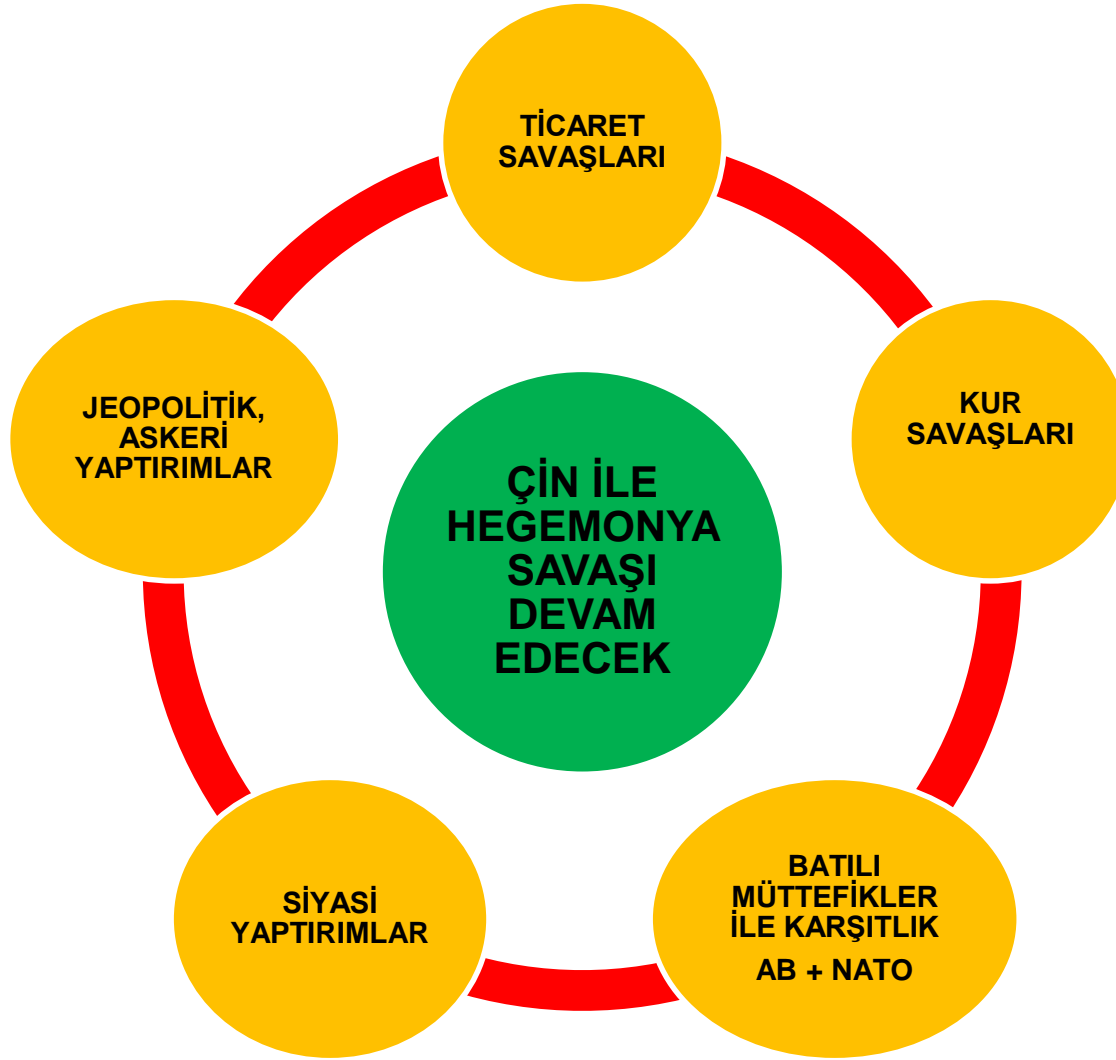 TİCARET
SAVAŞLARI
KUR
SAVAŞLARI
BATILI
MÜTTEFİKLER
İLE KARŞITLIK
AB + NATO
SİYASİ
YAPTIRIMLAR
JEOPOLİTİK,
ASKERİ
YAPTIRIMLAR
ÇİN İLE
HEGEMONYA
SAVAŞI
DEVAM
EDECEK